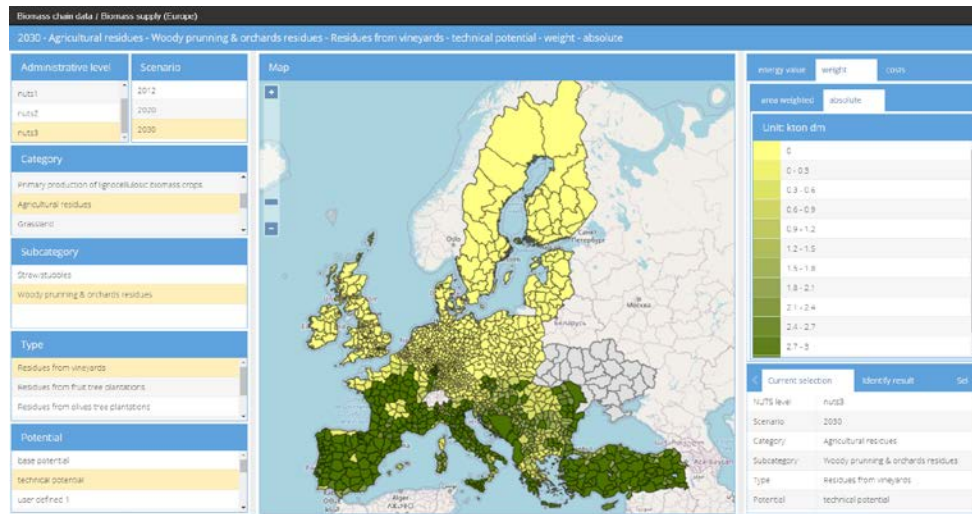 Biomass chain data / Biomass supply (Europe)
2030 - Agricultural residues - Woody prunning & orchards residues - Residues from vineyards - technical potential - weight - absolute
Administrative level
nuts1
nuts2
nuts3
Scenario
2012
2020
2030
Category
Primary production of lignocellulosic biomass crops
Agricultural residues
Grassland
Subcategory
Straw/stubbles
Woody prunning & orchards residues
Type
Residues from vineyards
Residues from fruit tree plantations
Residues from olives tree plantations
Potential
base potential
technical potential
user defined 1
Map
+
Oslo
Санкт
Петербург
Москва
Беларусь
Alger
-
energy value weight costs
area weighted absolute
Unit: kton dm
0
0 - 0.3
0.3 - 0.6
0.6 - 0.9
0.9 - 1.2
1.2 - 1.5
1.5 - 1.8
1.8 - 2.1
2.1 - 2.4
2.4 - 2.7
2.7 - 3
< Current selection Identify result Sel
NUTS level nuts3
Scenario 2030
Category Agricultural residues
Subcategory Woody prunning & orchards residues
Type Residues from vineyards
Potential technical potential